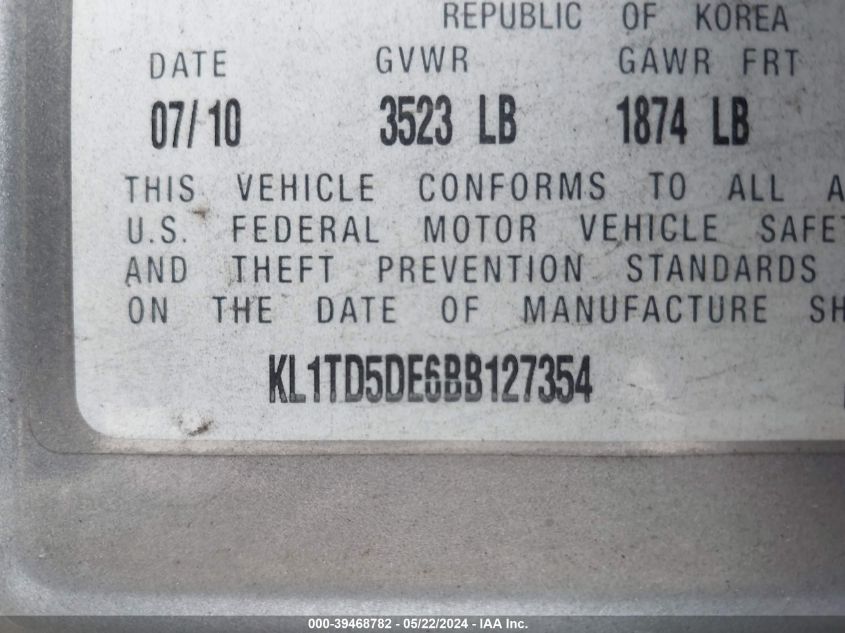 REPUBLIC OF KOREA
DATE GVWR GAWR FRT
07/10 3523 LB 1874 LB
THIS VEHICLE CONFORMS TO ALL A
U.S. FEDERAL MOTOR VEHICLE SAFET
AND THEFT PREVENTION STANDARDS
ON THE DATE OF MANUFACTURE SH
KL1TD5DE6BB127354
000-39468782 - 05/22/2024 - IAA Inc.